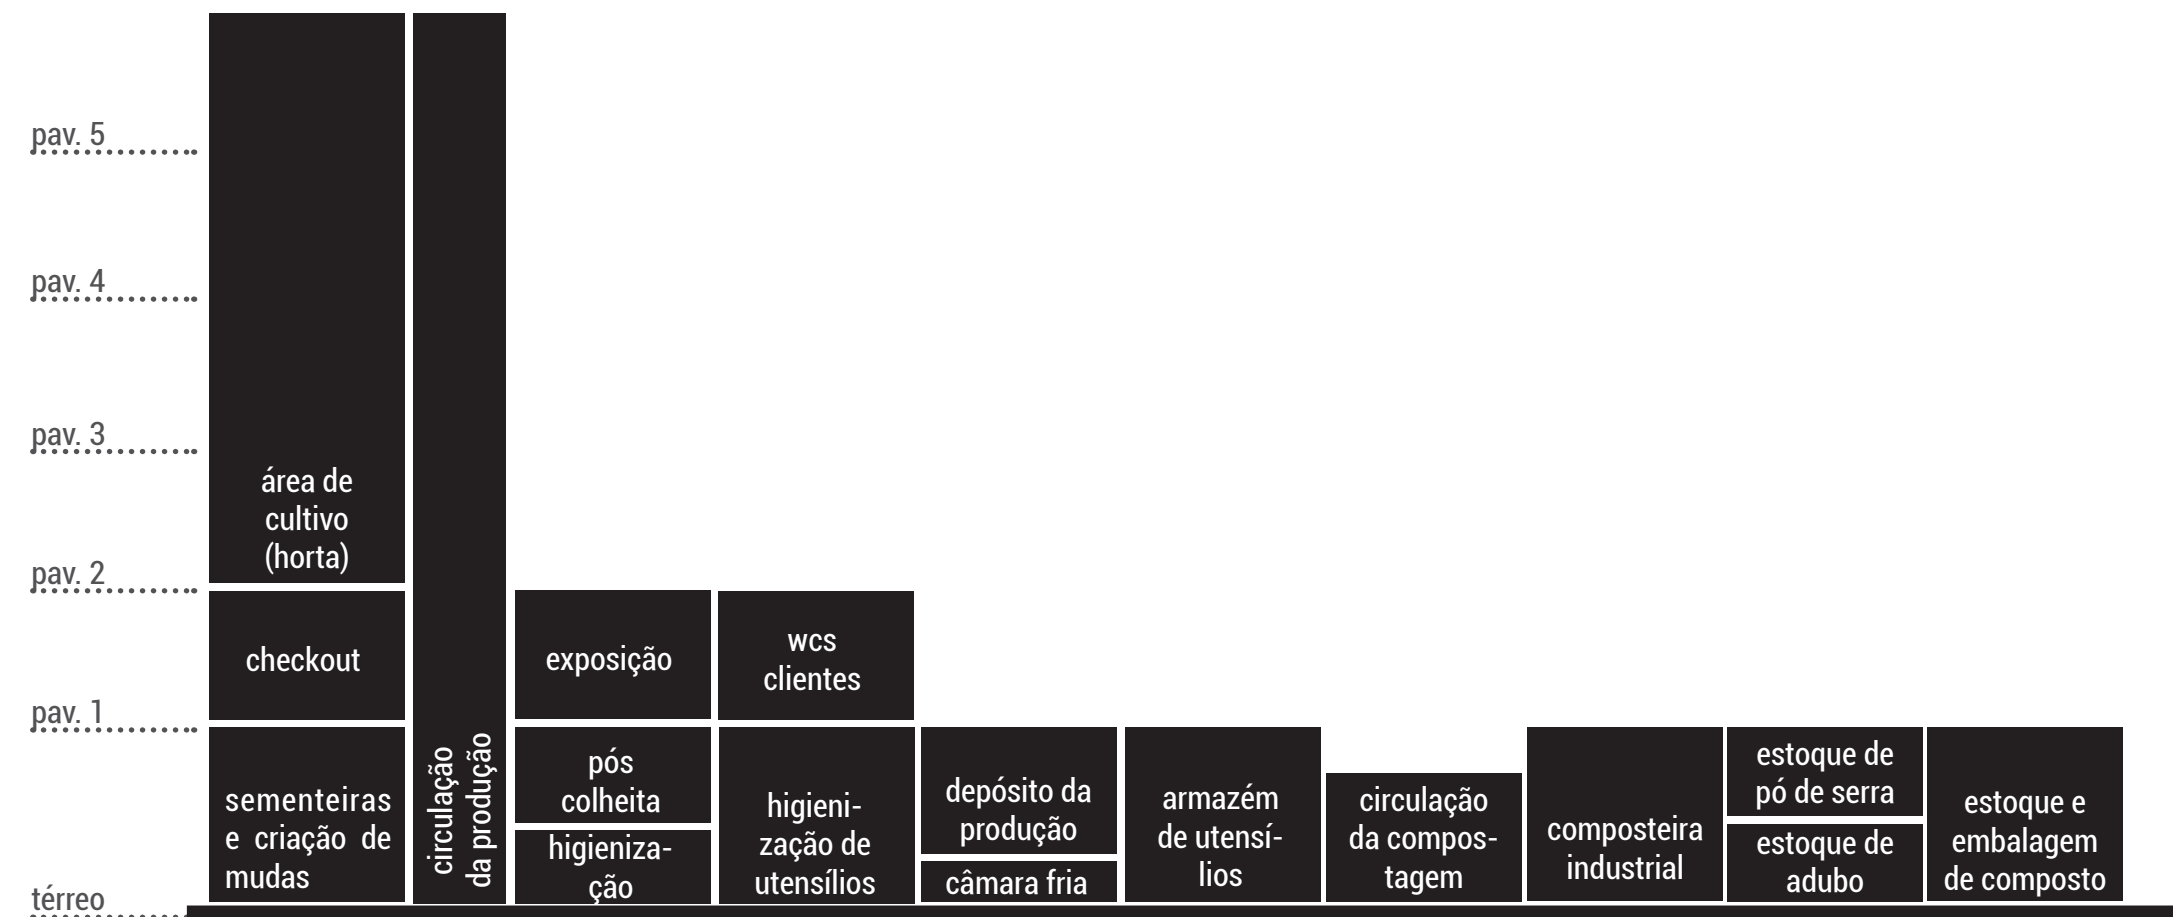 pav. 5
pav. 4
pav. 3
pav. 2
pav. 1
térreo
área de
cultivo
(horta)
checkout
sementeiras
e criação de
mudas
circulação
da produção
exposição
pós
colheita
higieniza-
ção
wcs
clientes
higieni-
zação de
utensílios
depósito da
produção
câmara fria
armazém
de utensí-
lios
circulação
da compos-
tagem
composteira
industrial
estoque de
pó de serra
estoque de
adubo
estoque e
embalagem
de composto